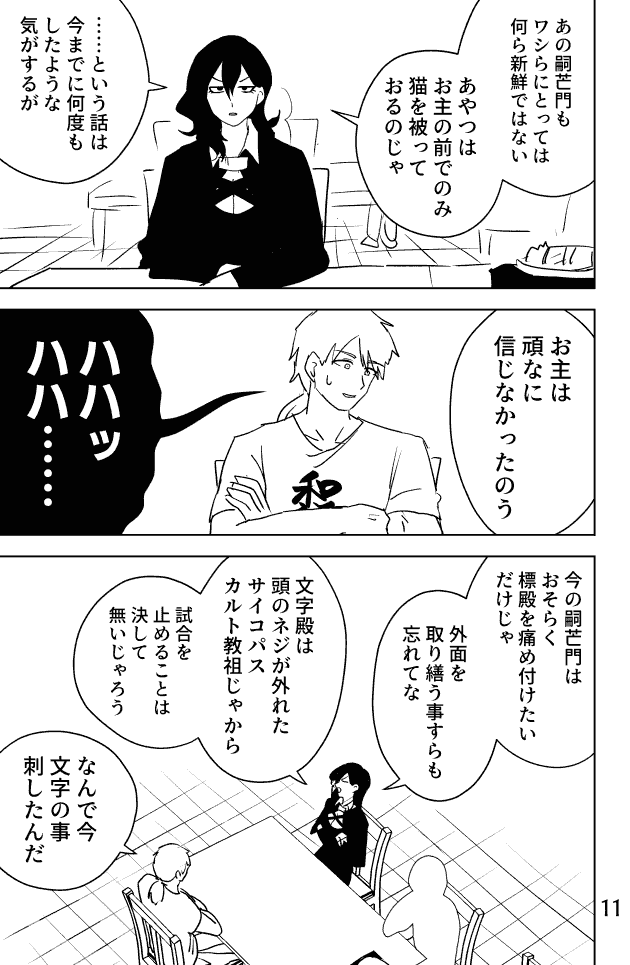 あの嗣芒門も
ワシらにとっては
何ら新鮮ではない
あやつは
お主の前でのみ
猫を被って
おるのじゃ
……という話は
今までに何度も
したような
気がするが
お主は
頑なに
信じなかったのう
和
ハハッ
ハハ……
今の嗣芒門は
おそらく
標殿を痛め付けたい
だけじゃ
外面を
取り繕う事すらも
忘れてな
文字殿は
頭のネジが外れた
サイコパス
カルト教祖じゃから
試合を
止めることは
決して
無いじゃろう
なんで今
文字の事
刺したんだ
11